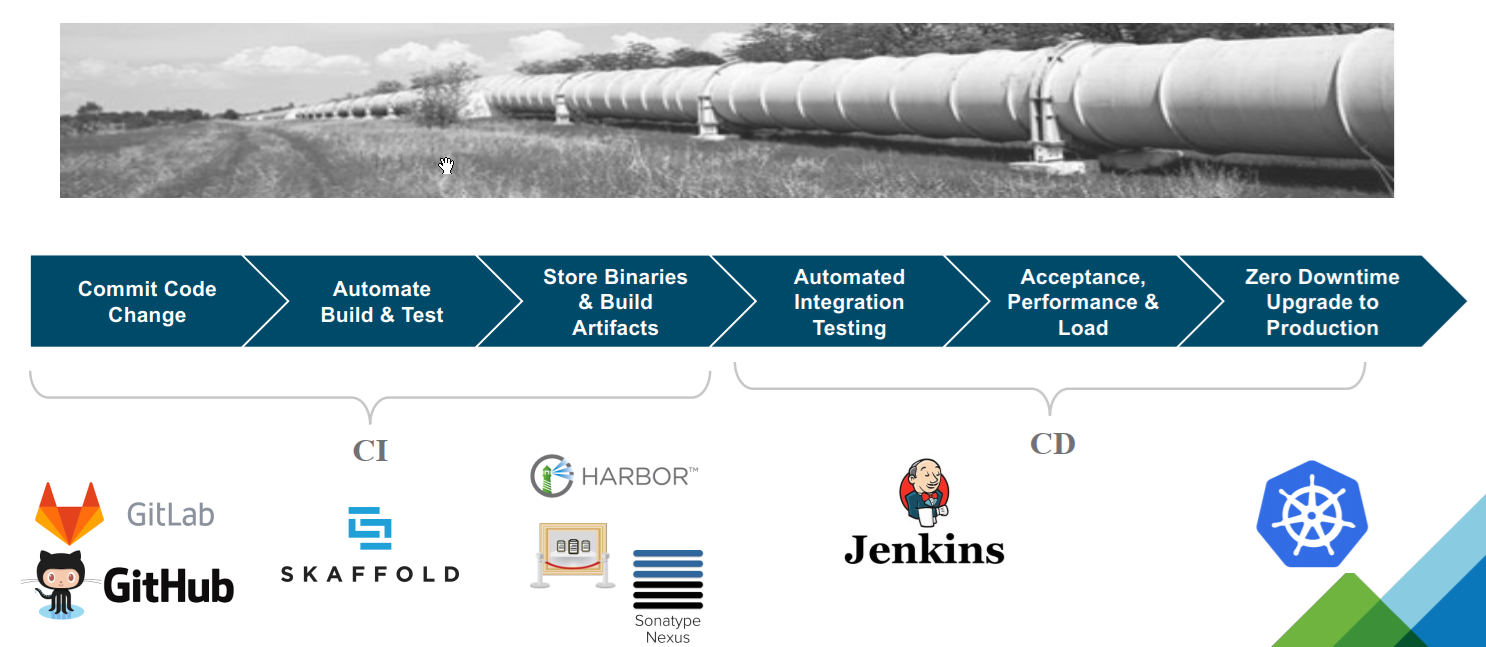 Commit Code
Change
Automate
Build & Test
Store Binaries
& Build
Artifacts
Automated
Integration
Testing
Acceptance,
Performance &
Load
Zero Downtime
Upgrade to
Production
CI
CD
GitLab
GitHub
SKAFFOLD
HARBOR™
Sonatype
Nexus
Jenkins